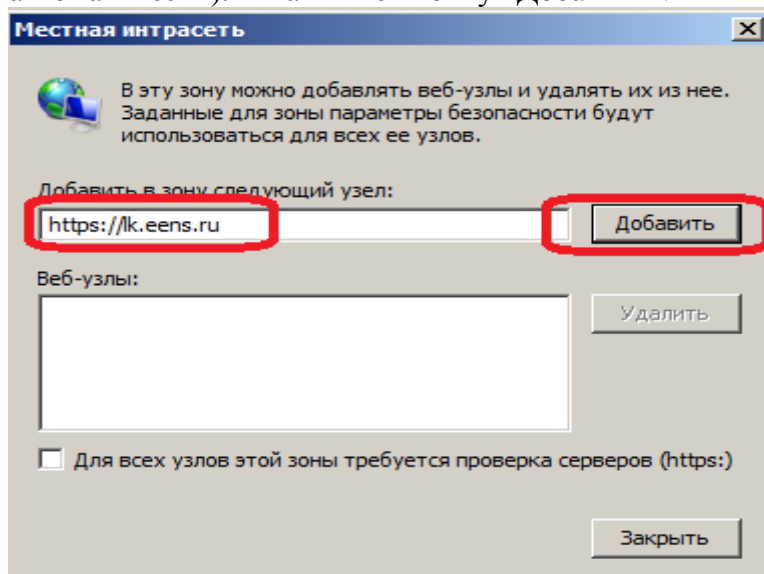 Местная интрасеть
В эту зону можно добавлять веб-узлы и удалять их из нее.
Заданные для зоны параметры безопасности будут
использоваться для всех ее узлов.
Добавить в зону следующий узел:
https://lk.eens.ru
Добавить
Веб-узлы:
Удалить
Для всех узлов этой зоны требуется проверка серверов (https:)
Закрыть